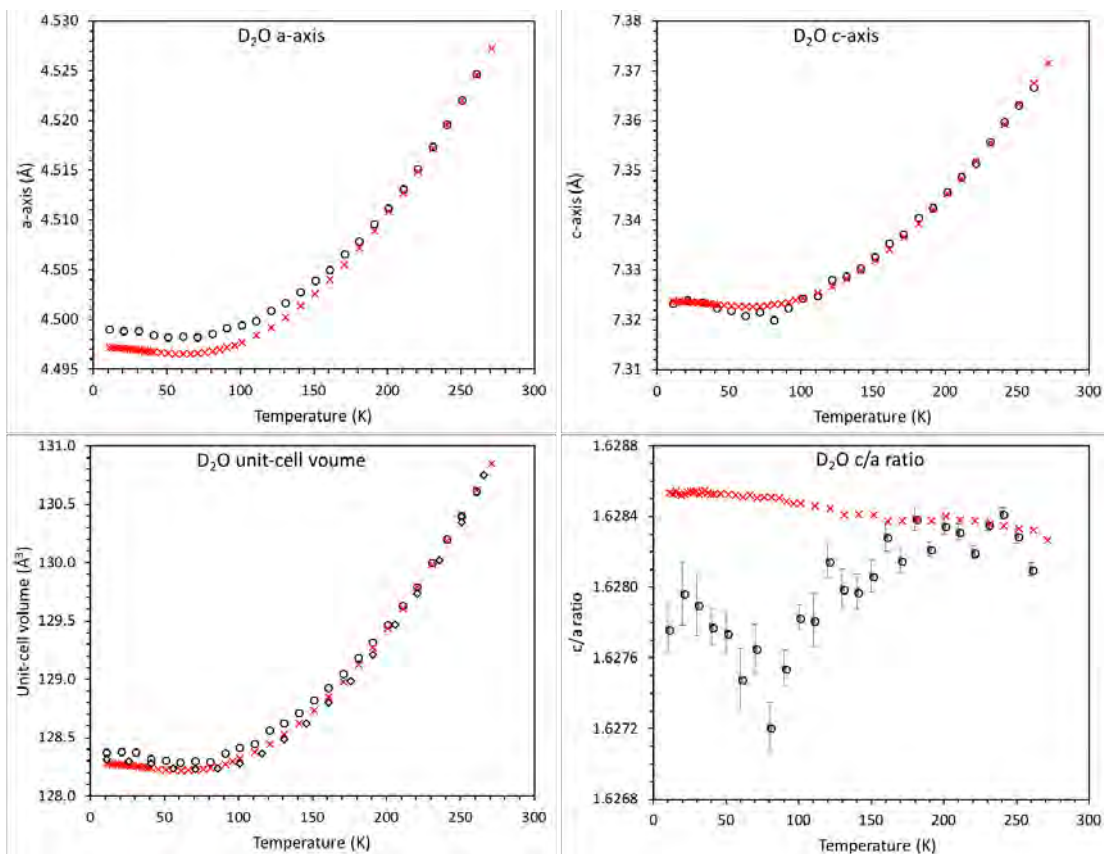 D₂O a-axis
4.530
4.525
4.520
4.515
4.510
4.505
4.500
4.495
a-axis (Å)
0 50 100 150 200 250 300
Temperature (K)
D₂O c-axis
7.38
7.37
7.36
7.35
7.34
7.33
7.32
7.31
c-axis (Å)
0 50 100 150 200 250 300
Temperature (K)
D₂O unit-cell voume
131.0
130.5
130.0
129.5
129.0
128.5
128.0
Unit-cell volume (Å³)
0 50 100 150 200 250 300
Temperature (K)
D₂O c/a ratio
1.6288
1.6284
1.6280
1.6276
1.6272
1.6268
c/a ratio
0 50 100 150 200 250 300
Temperature (K)